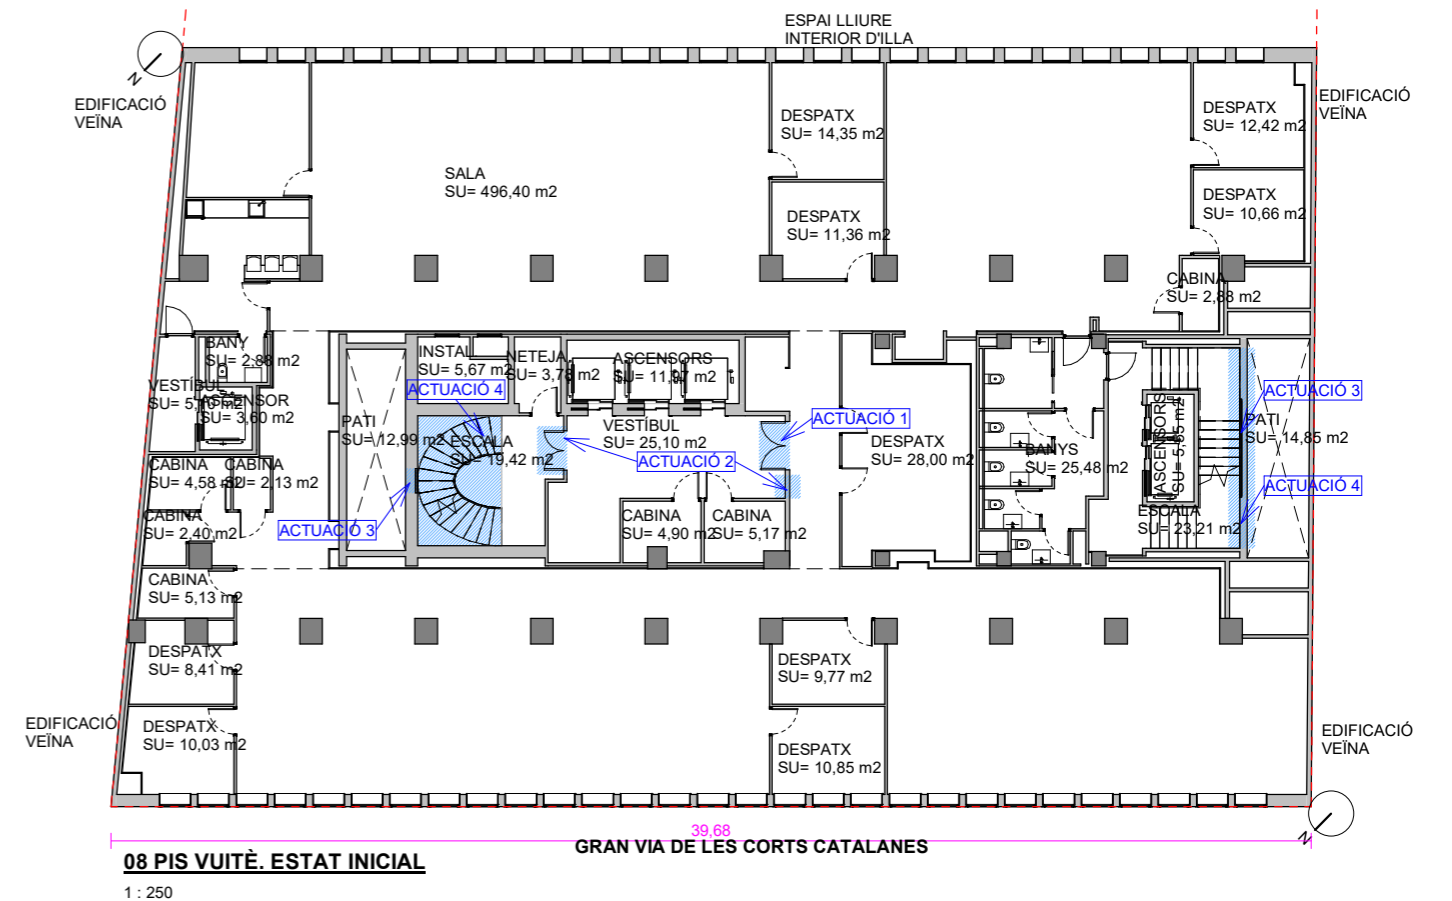 ESPAI LLIURE
INTERIOR D'ILLA
N
EDIFICACIÓ
VEÏNA
EDIFICACIÓ
VEÏNA
DESPATX
SU= 14,35 m2
DESPATX
SU= 12,42 m2
SALA
SU= 496,40 m2
DESPATX
SU= 11,36 m2
DESPATX
SU= 10,66 m2
CABINA
SU= 2,88 m2
BANY
SU= 2,88 m2
INSTAL
SU= 5,67 m2
NETEJA
SU= 3,78 m2
ASCENSORS
SU= 11,97 m2
VESTÍBUL
ASCENSOR
SU= 3,60 m2
ACTUACIÓ 4
ACTUACIÓ 1
ACTUACIÓ 3
PATI
SU= 12,99 m2
ESCALA
SU= 19,42 m2
VESTÍBUL
SU= 25,10 m2
ACTUACIÓ 2
DESPATX
SU= 28,00 m2
BANYS
SU= 25,48 m2
ASCENSORS
SU= 5,65 m2
PATI
SU= 14,85 m2
CABINA
SU= 4,58 m2
CABINA
SU= 2,13 m2
ACTUACIÓ 4
CABINA
SU= 2,40 m2
ACTUACIÓ 3
CABINA
SU= 4,90 m2
CABINA
SU= 5,17 m2
ESCALA
SU= 23,21 m2
CABINA
SU= 5,13 m2
DESPATX
SU= 8,41 m2
DESPATX
SU= 9,77 m2
EDIFICACIÓ
VEÏNA
DESPATX
SU= 10,03 m2
DESPATX
SU= 10,85 m2
EDIFICACIÓ
VEÏNA
N
39,68
GRAN VIA DE LES CORTS CATALANES
08 PIS VUITÈ. ESTAT INICIAL
1 : 250